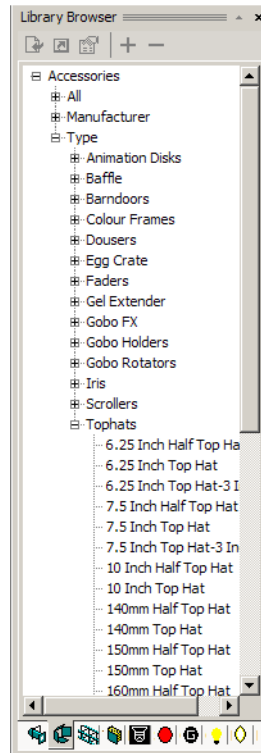 Library Browser
Accessories
All
Manufacturer
Type
Animation Disks
Baffle
Barndoors
Colour Frames
Dousers
Egg Crate
Faders
Gel Extender
Gobo FX
Gobo Holders
Gobo Rotators
Iris
Scrollers
Tophats
6.25 Inch Half Top Ha
6.25 Inch Top Hat
6.25 Inch Top Hat-3 I
7.5 Inch Half Top Hat
7.5 Inch Top Hat
7.5 Inch Top Hat-3 In
10 Inch Half Top Hat
10 Inch Top Hat
140mm Half Top Hat
140mm Top Hat
150mm Half Top Hat
150mm Top Hat
160mm Half Top Hat
G